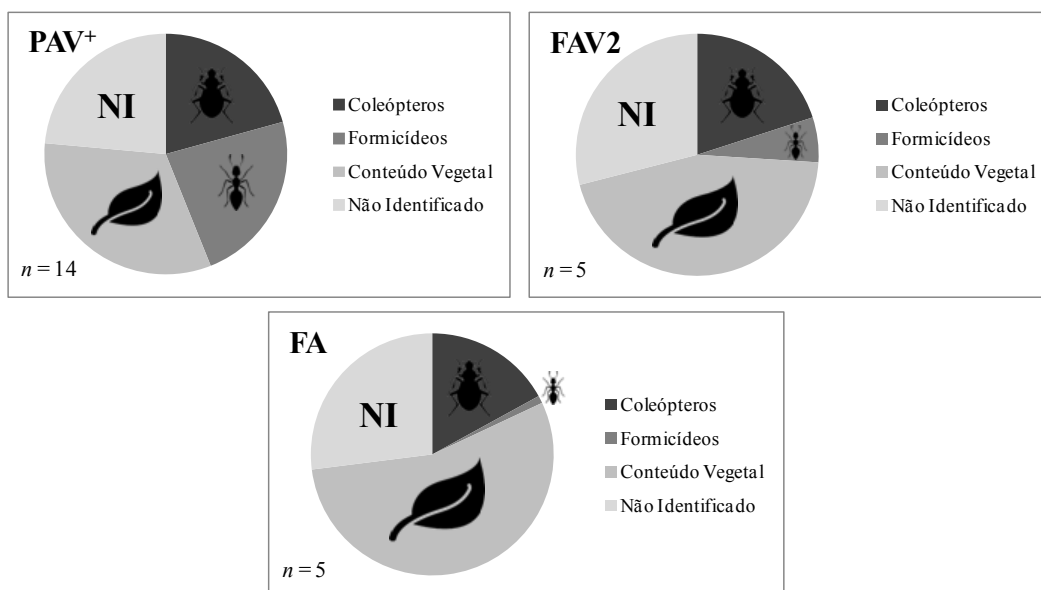 PAV⁺
NI
Coleópteros
Formicídeos
Conteúdo Vegetal
Não Identificado
n = 14
FAV2
NI
Coleópteros
Formicídeos
Conteúdo Vegetal
Não Identificado
n = 5
FA
NI
Coleópteros
Formicídeos
Conteúdo Vegetal
Não Identificado
n = 5